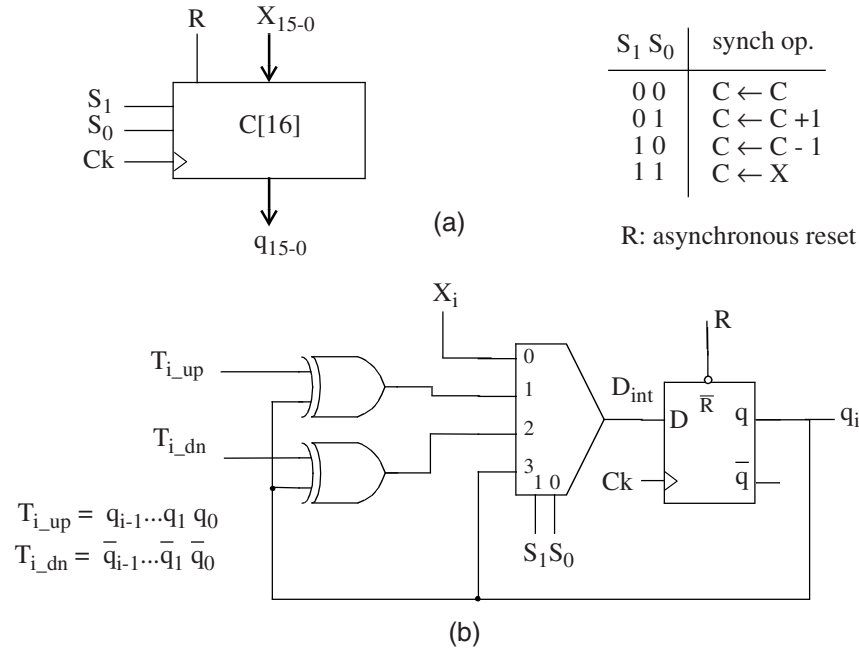 R
X₁₅₋₀
S₁
S₀
Ck
C[16]
q₁₅₋₀
(a)
S₁ S₀ synch op.
0 0 C ← C
0 1 C ← C +1
1 0 C ← C - 1
1 1 C ← X
R: asynchronous reset
Xᵢ
R
Tᵢ_up
0
1
Dᵢₙₜ
D
R̅
q
qᵢ
Tᵢ_dn
2
3
1 0
Ck
q̅
S₁S₀
Tᵢ_up = qᵢ₋₁...q₁ q₀
Tᵢ_dn = q̅ᵢ₋₁...q̅₁ q̅₀
(b)